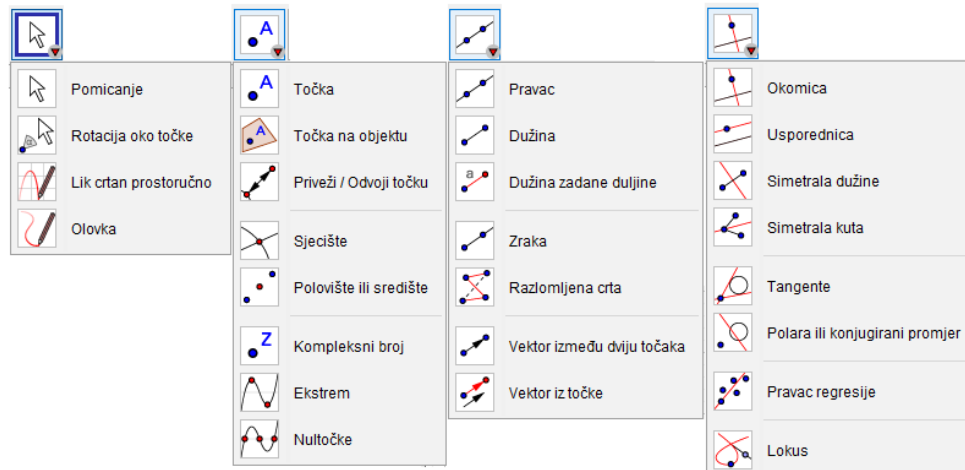 A
Pomicanje
Rotacija oko točke
Lik crtan prostoručno
Olovka
A
Točka
A
Točka na objektu
Priveži / Odvoji točku
Sjecište
Polovište ili središte
Z
Kompleksni broj
Ekstrem
Nultočke
Pravac
Dužina
a
Dužina zadane duljine
Zraka
Razlomljena crta
Vektor između dviju točaka
Vektor iz točke
Okomica
Usporednica
Simetrala dužine
Simetrala kuta
Tangente
Polara ili konjugirani promjer
Pravac regresije
Lokus